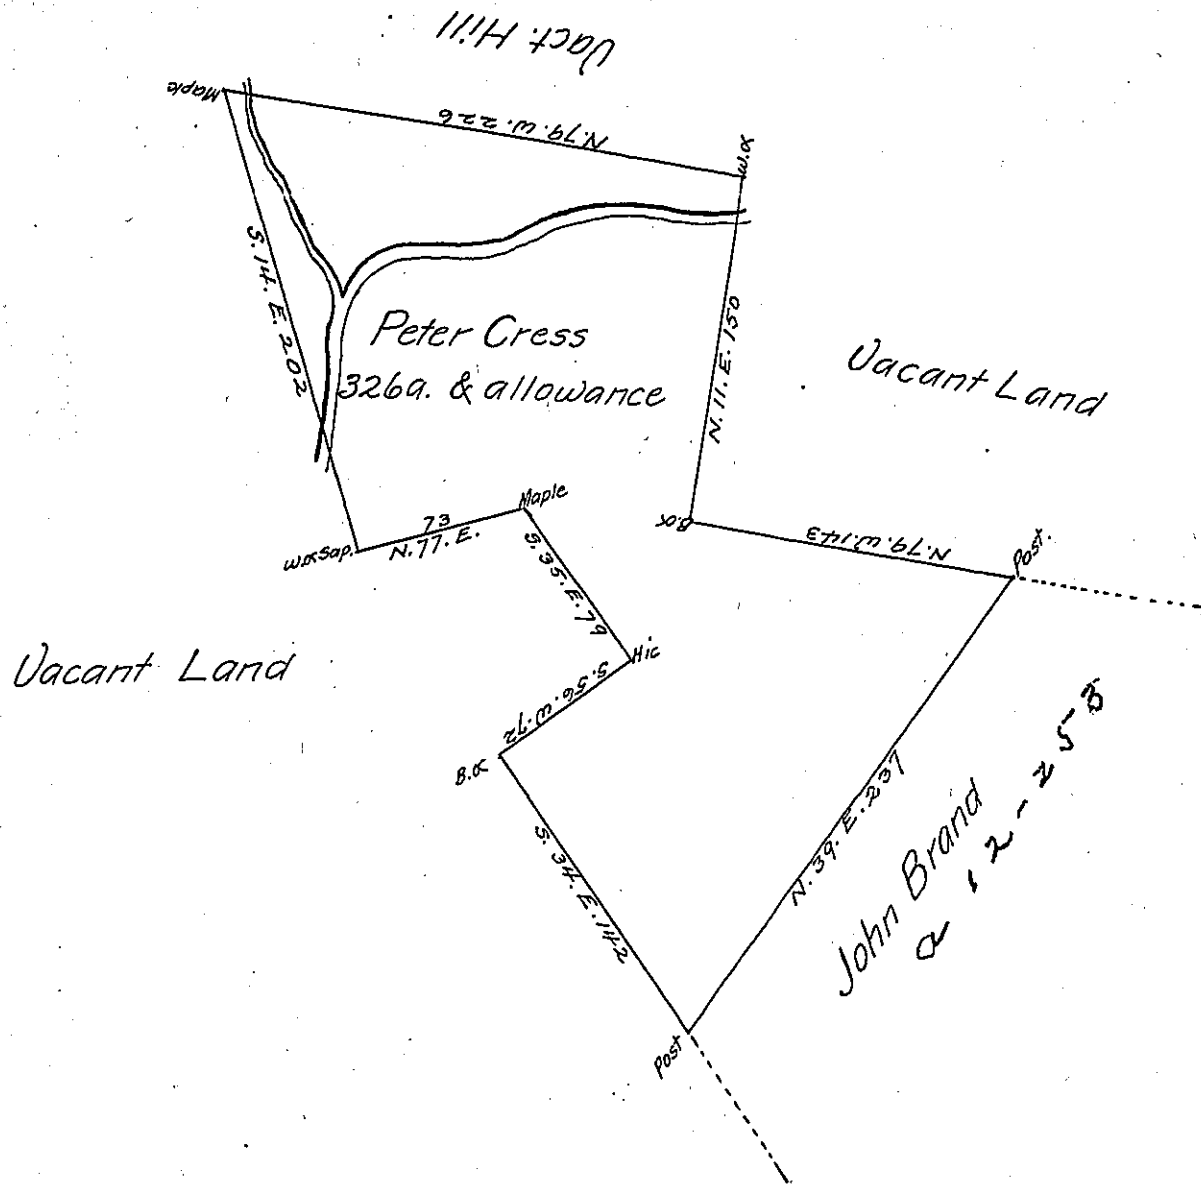 Vact. Hill
Maple
N.79.W.226
W.O
S.14.E.202
Peter Cress
326a. & allowance
N.11.E.150
Vacant Land
B.O
N.79.W.143
Post.
Maple
73
N.77.E.
W.O Sap.
S.35.E.79
Hic
S.56.W.72
B.O
Vacant Land
S.34.E.142
N.39.E.237
John Brand
Post